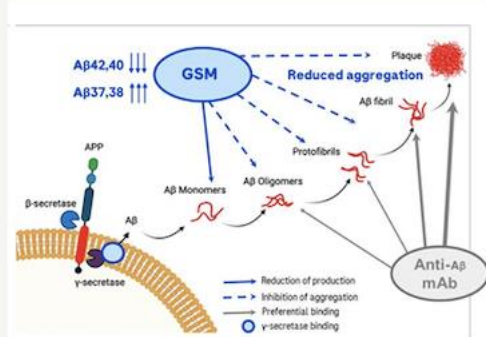 Aβ42,40 ↓↓↓
Aβ37,38 ↑↑↑
GSM
Plaque
Reduced aggregation
Aβ fibril
APP
Protofibrils
Aβ Monomers
Aβ Oligomers
β-secretase
Aβ
γ-secretase
Anti-Aβ
mAb
Reduction of production
Inhibition of aggregation
Preferential binding
γ-secretase binding